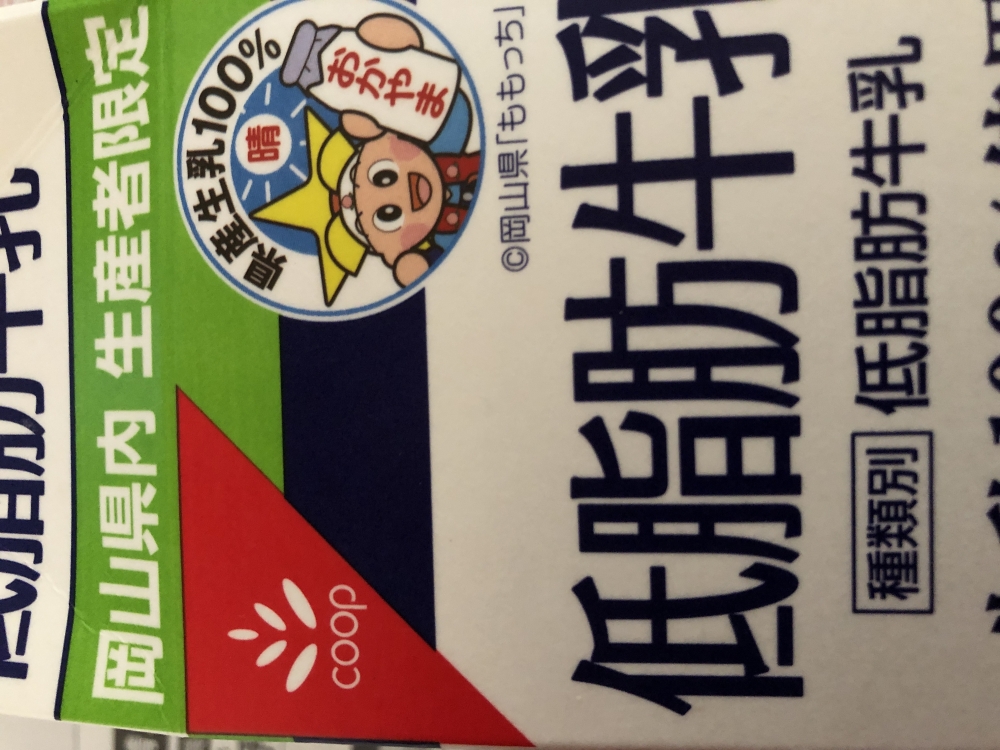 低脂肪牛乳
岡山県内 生産者限定
県産生乳100%
晴
おかやま
©岡山県「ももっち」
coop
低脂肪牛乳
種類別 低脂肪牛乳